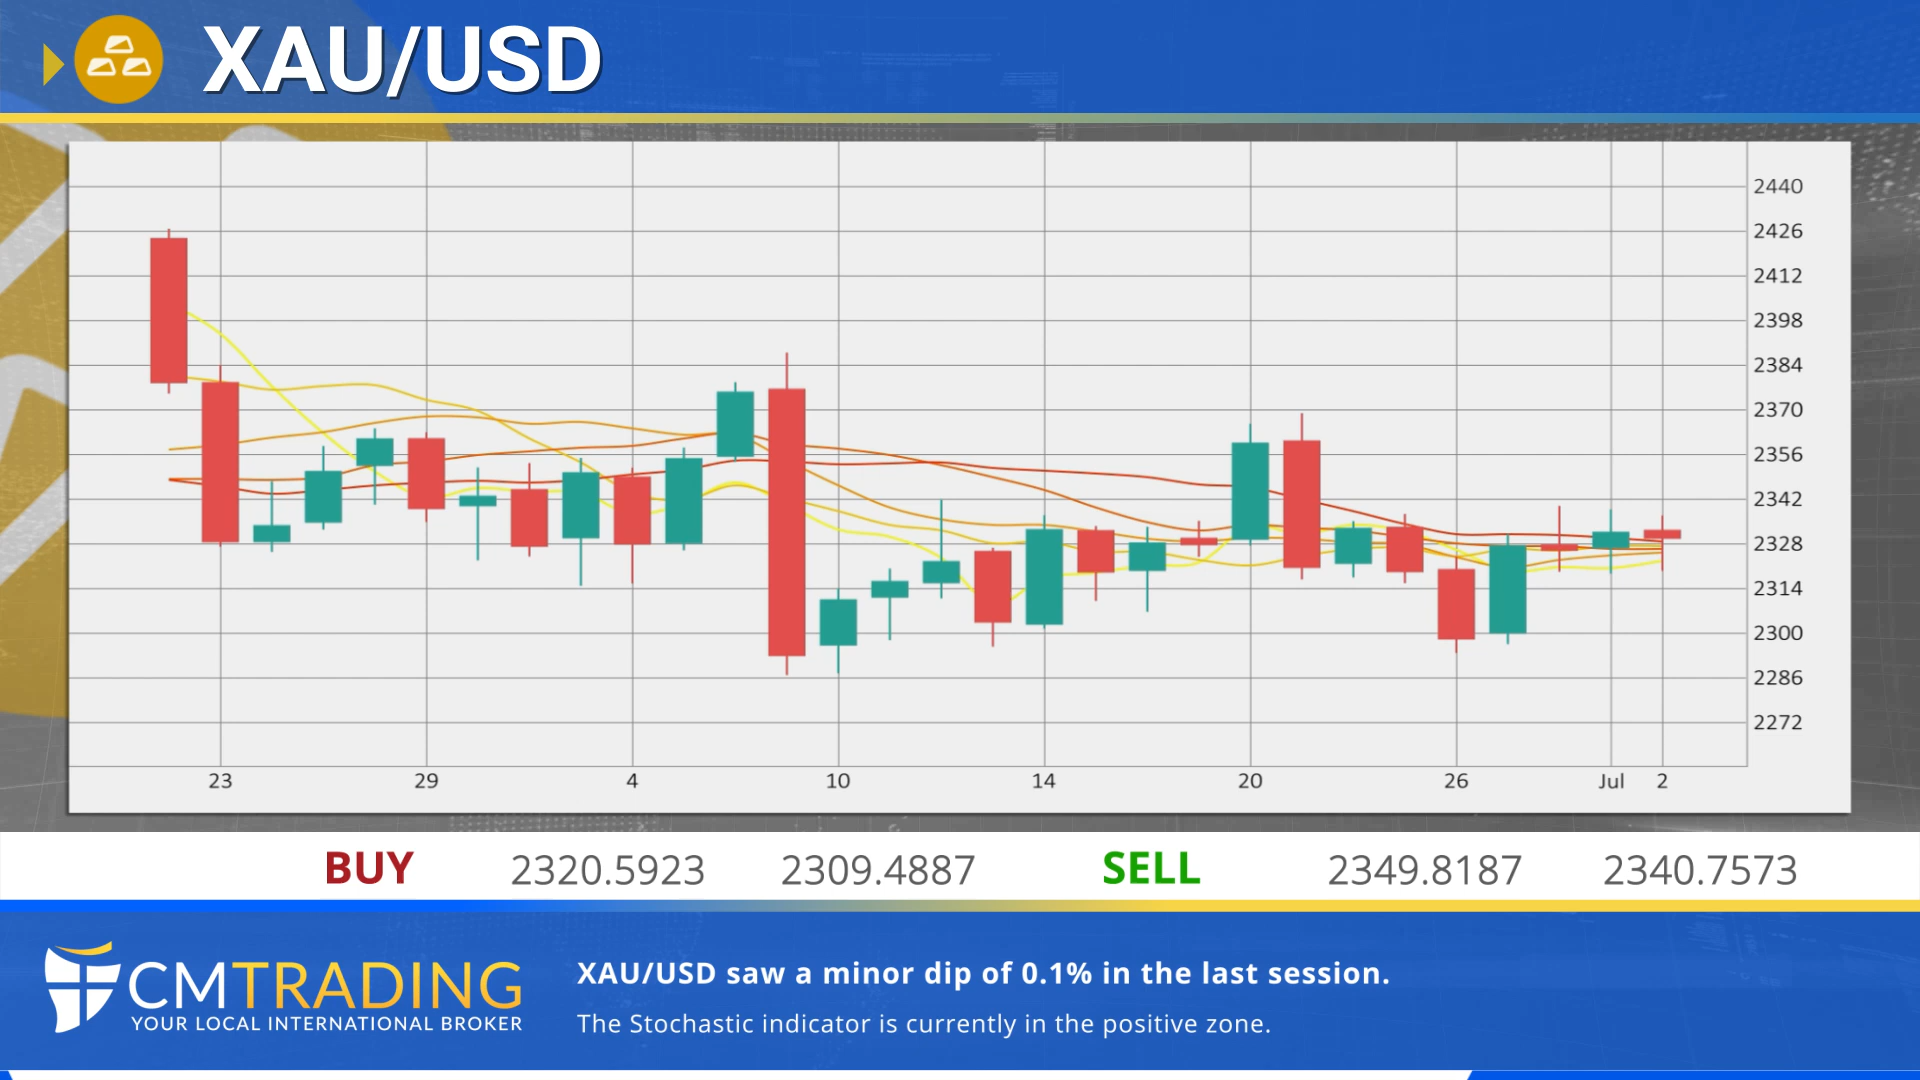 XAU/USD
2440
2426
2412
2398
2384
2370
2356
2342
2328
2314
2300
2286
2272
23 29 4 10 14 20 26 Jul 2
BUY 2320.5923 2309.4887 SELL 2349.8187 2340.7573
CMTRADING
YOUR LOCAL INTERNATIONAL BROKER
XAU/USD saw a minor dip of 0.1% in the last session.
The Stochastic indicator is currently in the positive zone.